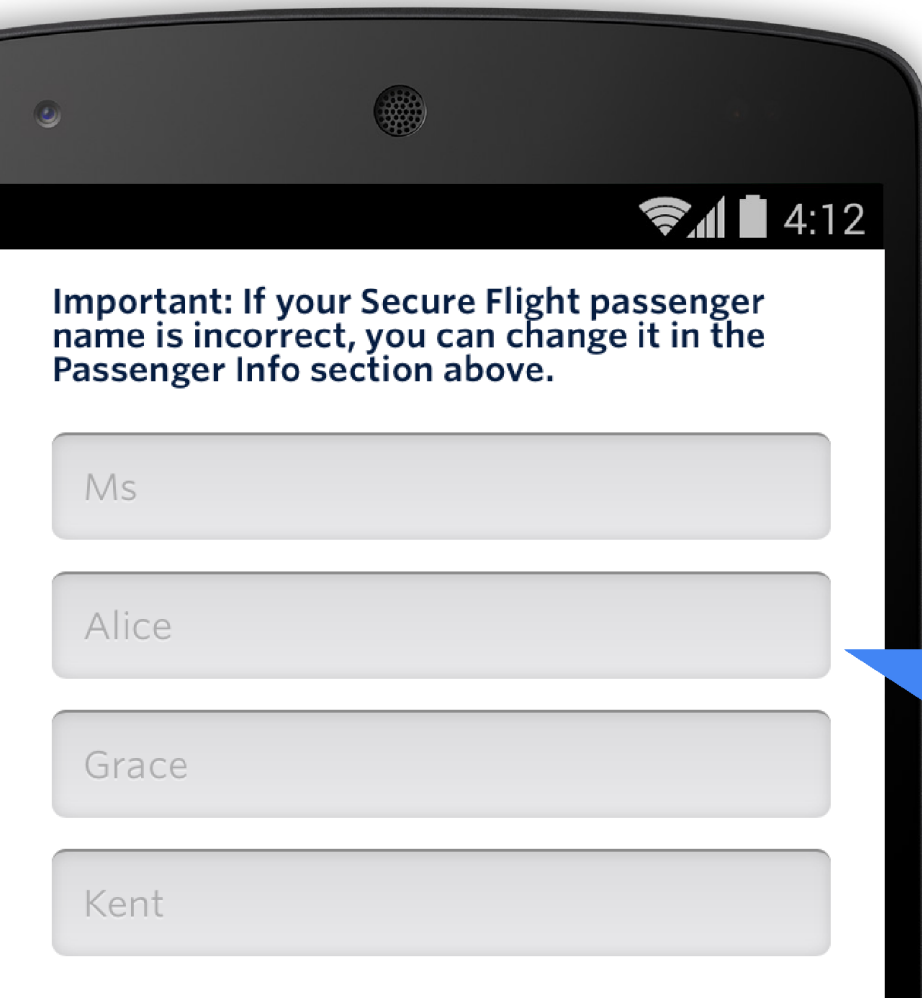 4:12
Important: If your Secure Flight passenger
name is incorrect, you can change it in the
Passenger Info section above.
Ms
Alice
Grace
Kent